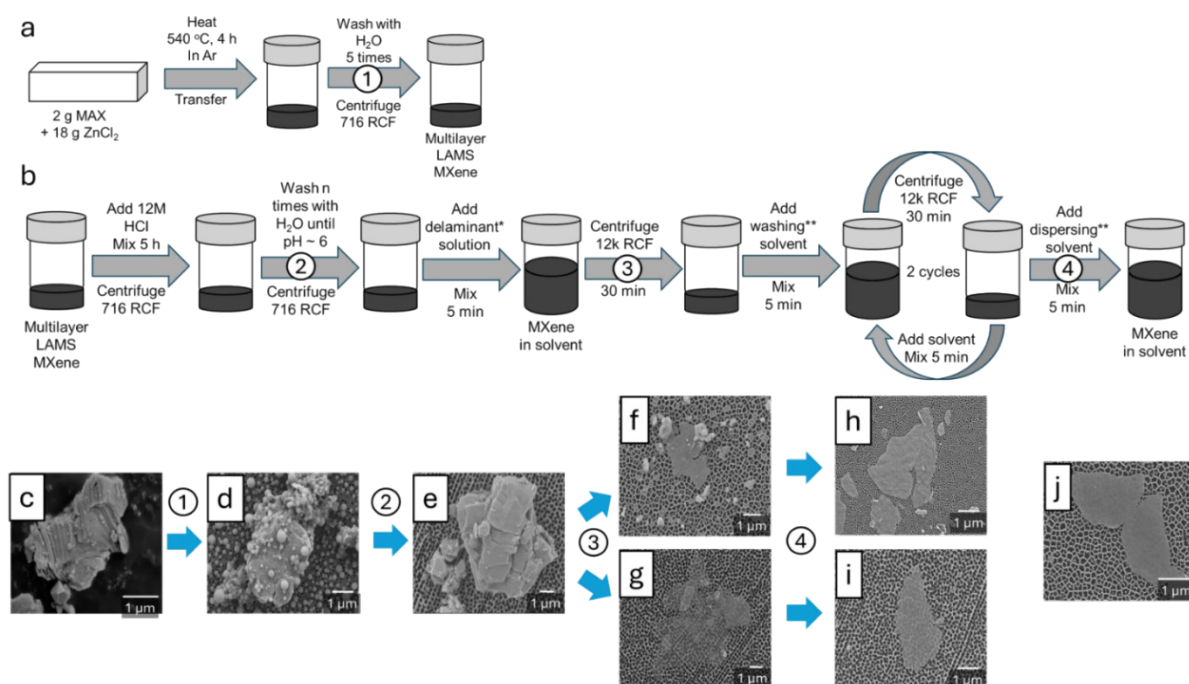 a
Heat
540 °C, 4 h
In Ar
Transfer
2 g MAX
+ 18 g ZnCl₂
Wash with
H₂O
5 times
1
Centrifuge
716 RCF
Multilayer
LAMS
MXene
b
Multilayer
LAMS
MXene
Add 12M
HCl
Mix 5 h
Centrifuge
716 RCF
Wash n
times with
H₂O until
pH ~ 6
2
Centrifuge
716 RCF
Add
delaminant*
solution
Mix
5 min
MXene
in solvent
Centrifuge
12k RCF
3
30 min
Add
washing**
solvent
Mix
5 min
Centrifuge
12k RCF
30 min
2 cycles
Add solvent
Mix 5 min
Add
dispersing**
solvent
4
Mix
5 min
MXene
in solvent
c
1 µm
1
d
1 µm
2
e
1 µm
3
f
1 µm
g
1 µm
4
h
1 µm
i
1 µm
j
1 µm